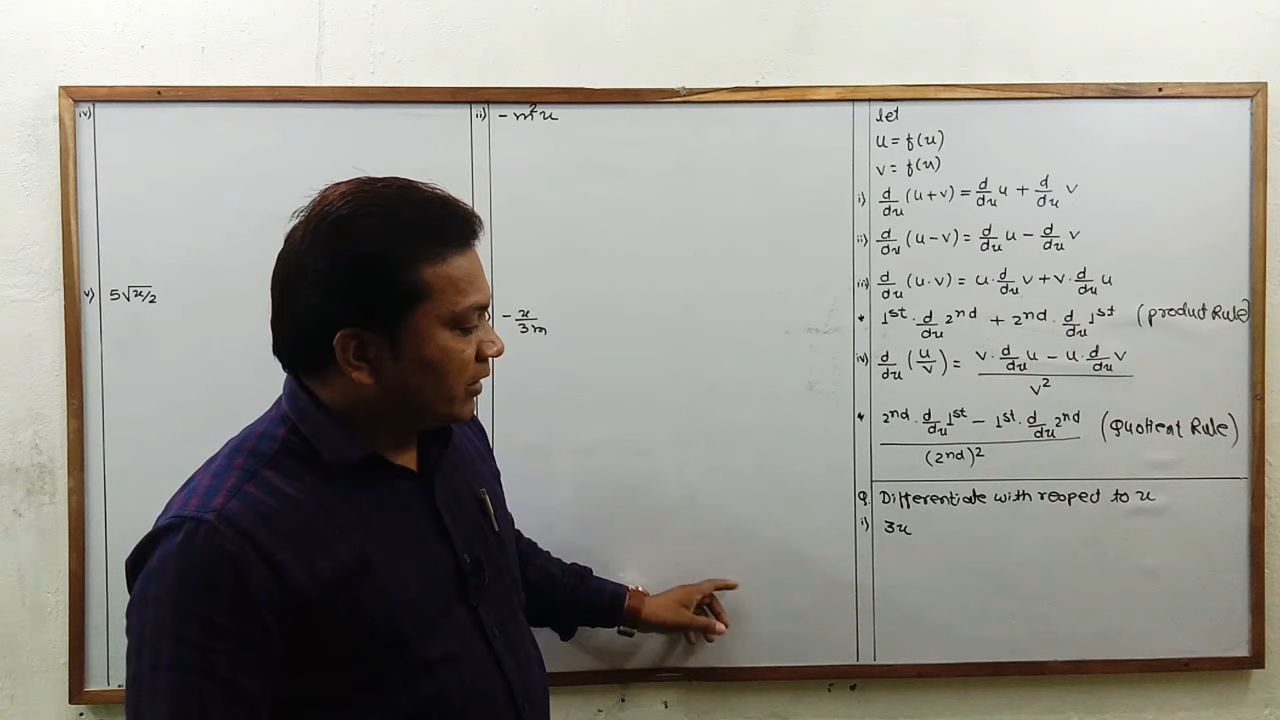 iv)
v) 5√x/2
ii) - m²x
) - x/3m
let
u = f(x)
v = f(x)
i) d/dx (u + v) = d/dx u + d/dx v
ii) d/dx (u - v) = d/dx u - d/dx v
iii) d/dx (u · v) = u · d/dx v + v · d/dx u
* 1st · d/dx 2nd + 2nd · d/dx 1st (product Rule)
iv) d/dx (u/v) = (v · d/dx u - u · d/dx v)/v²
* (2nd · d/dx 1st - 1st · d/dx 2nd)/(2nd)² (Quotient Rule)
Q. Differentiate with respect to x
i) 3x